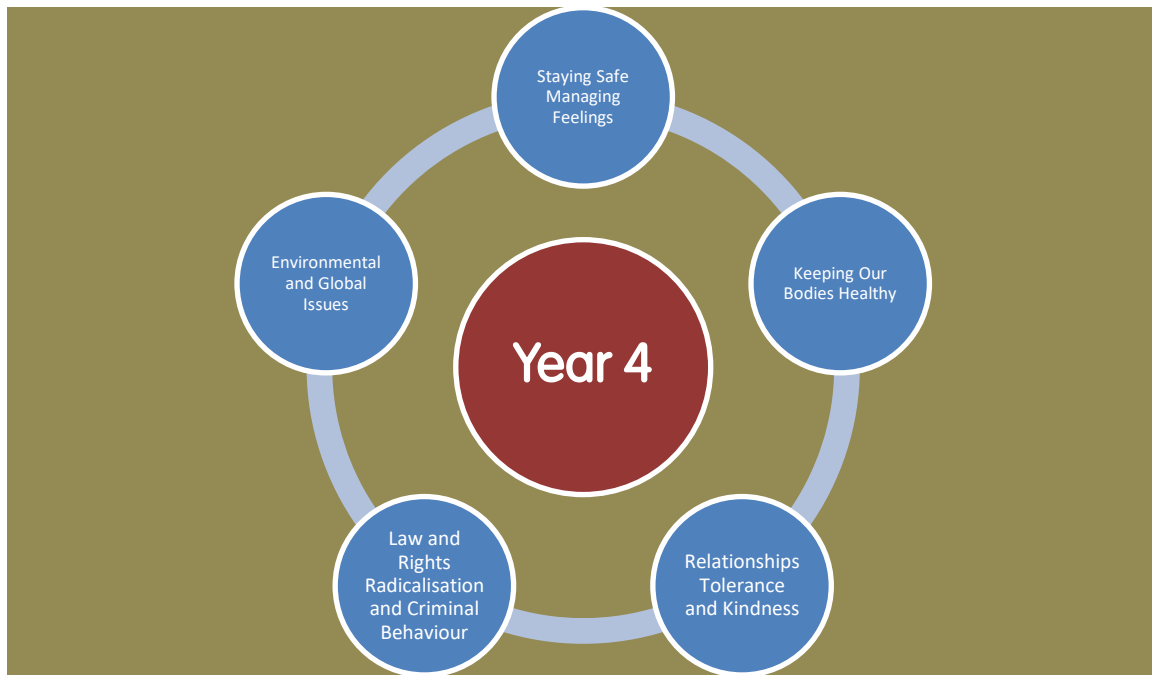 Staying Safe
Managing
Feelings
Environmental
and Global
Issues
Keeping Our
Bodies Healthy
Year 4
Law and
Rights
Radicalisation
and Criminal
Behaviour
Relationships
Tolerance
and Kindness